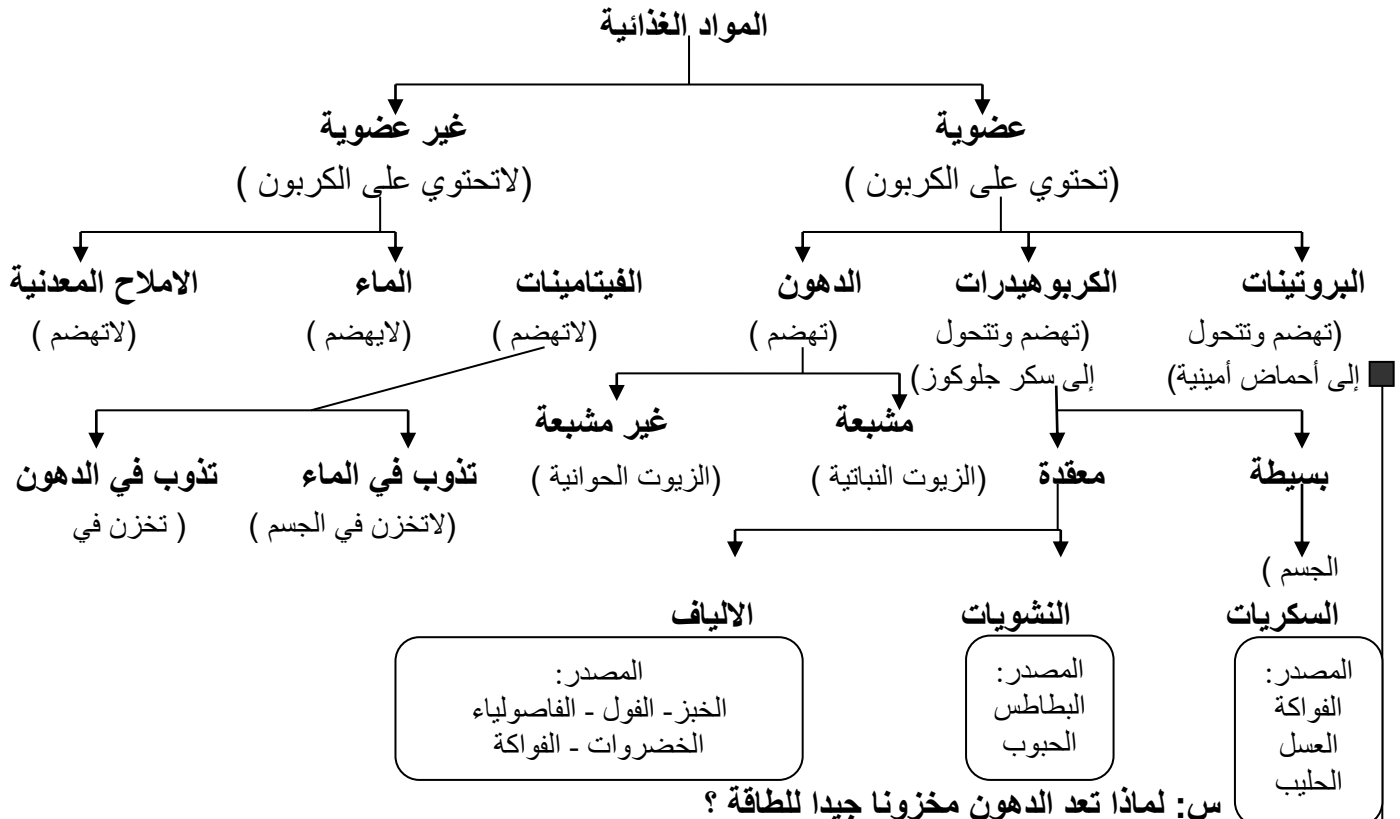 المواد الغذائية
عضوية
غير عضوية
(تحتوي على الكربون )
(لاتحتوي على الكربون )
البروتينات
الكربوهيدرات
الدهون
الفيتامينات
الماء
الاملاح المعدنية
(تهضم وتتحول
(تهضم وتتحول
(تهضم )
(لاتهضم )
(لايهضم )
(لاتهضم )
إلى أحماض أمينية)
إلى سكر جلوكوز)
مشبعة
غير مشبعة
بسيطة
معقدة
(الزيوت النباتية )
(الزيوت الحوانية )
تذوب في الماء
تذوب في الدهون
(لاتخزن في الجسم )
( تخزن في
الجسم )
السكريات
النشويات
الالياف
المصدر:
الفواكة
العسل
الحليب
المصدر:
البطاطس
الحبوب
المصدر:
الخبز- الفول - الفاصولياء
الخضروات - الفواكة
س: لماذا تعد الدهون مخزونا جيدا للطاقة ؟